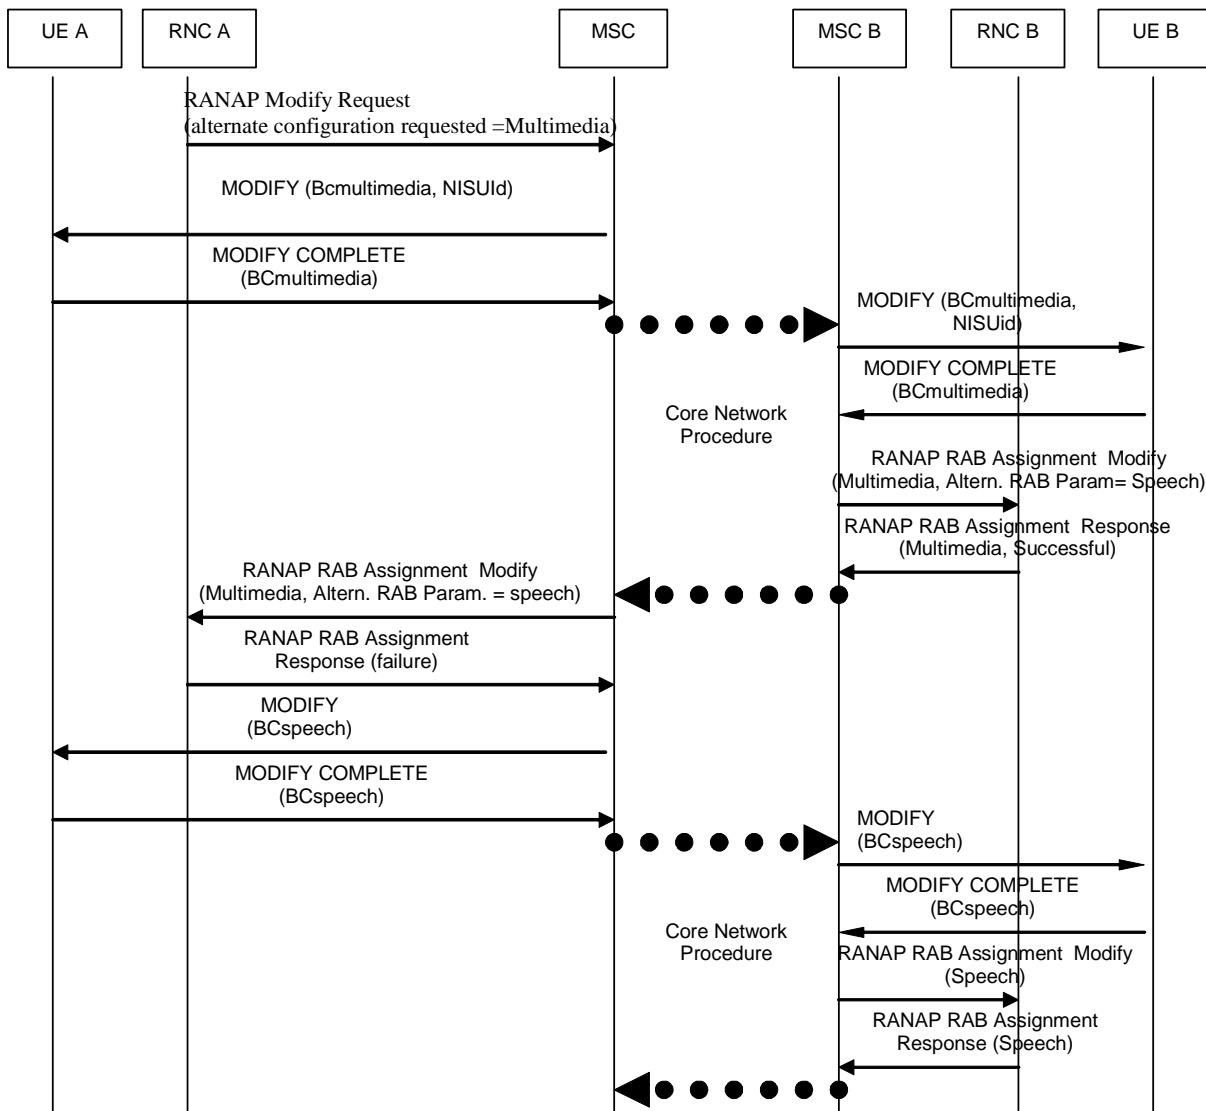 UE A
RNC A
MSC
MSC B
RNC B
UE B
RANAP Modify Request
(alternate configuration requested =Multimedia)
MODIFY (Bcmultimedia, NISUId)
MODIFY COMPLETE
(BCmultimedia)
MODIFY (BCmultimedia,
NISUid)
MODIFY COMPLETE
(BCmultimedia)
Core Network
Procedure
RANAP RAB Assignment  Modify
(Multimedia, Altern. RAB Param= Speech)
RANAP RAB Assignment  Response
(Multimedia, Successful)
RANAP RAB Assignment  Modify
(Multimedia, Altern. RAB Param. = speech)
RANAP RAB Assignment
Response (failure)
MODIFY
(BCspeech)
MODIFY COMPLETE
(BCspeech)
MODIFY
(BCspeech)
MODIFY COMPLETE
(BCspeech)
Core Network
Procedure
RANAP RAB Assignment  Modify
(Speech)
RANAP RAB Assignment
Response (Speech)